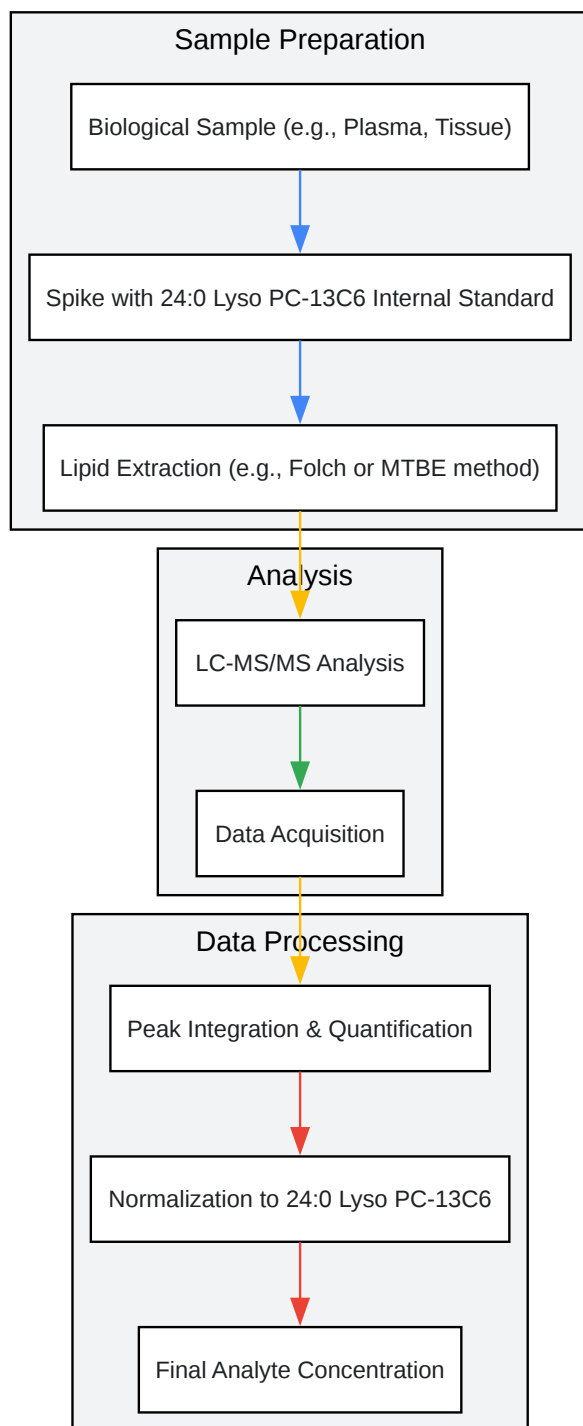 Sample Preparation
Biological Sample (e.g., Plasma, Tissue)
Spike with 24:0 Lyso PC-13C6 Internal Standard
Lipid Extraction (e.g., Folch or MTBE method)
Analysis
LC-MS/MS Analysis
Data Acquisition
Data Processing
Peak Integration & Quantification
Normalization to 24:0 Lyso PC-13C6
Final Analyte Concentration